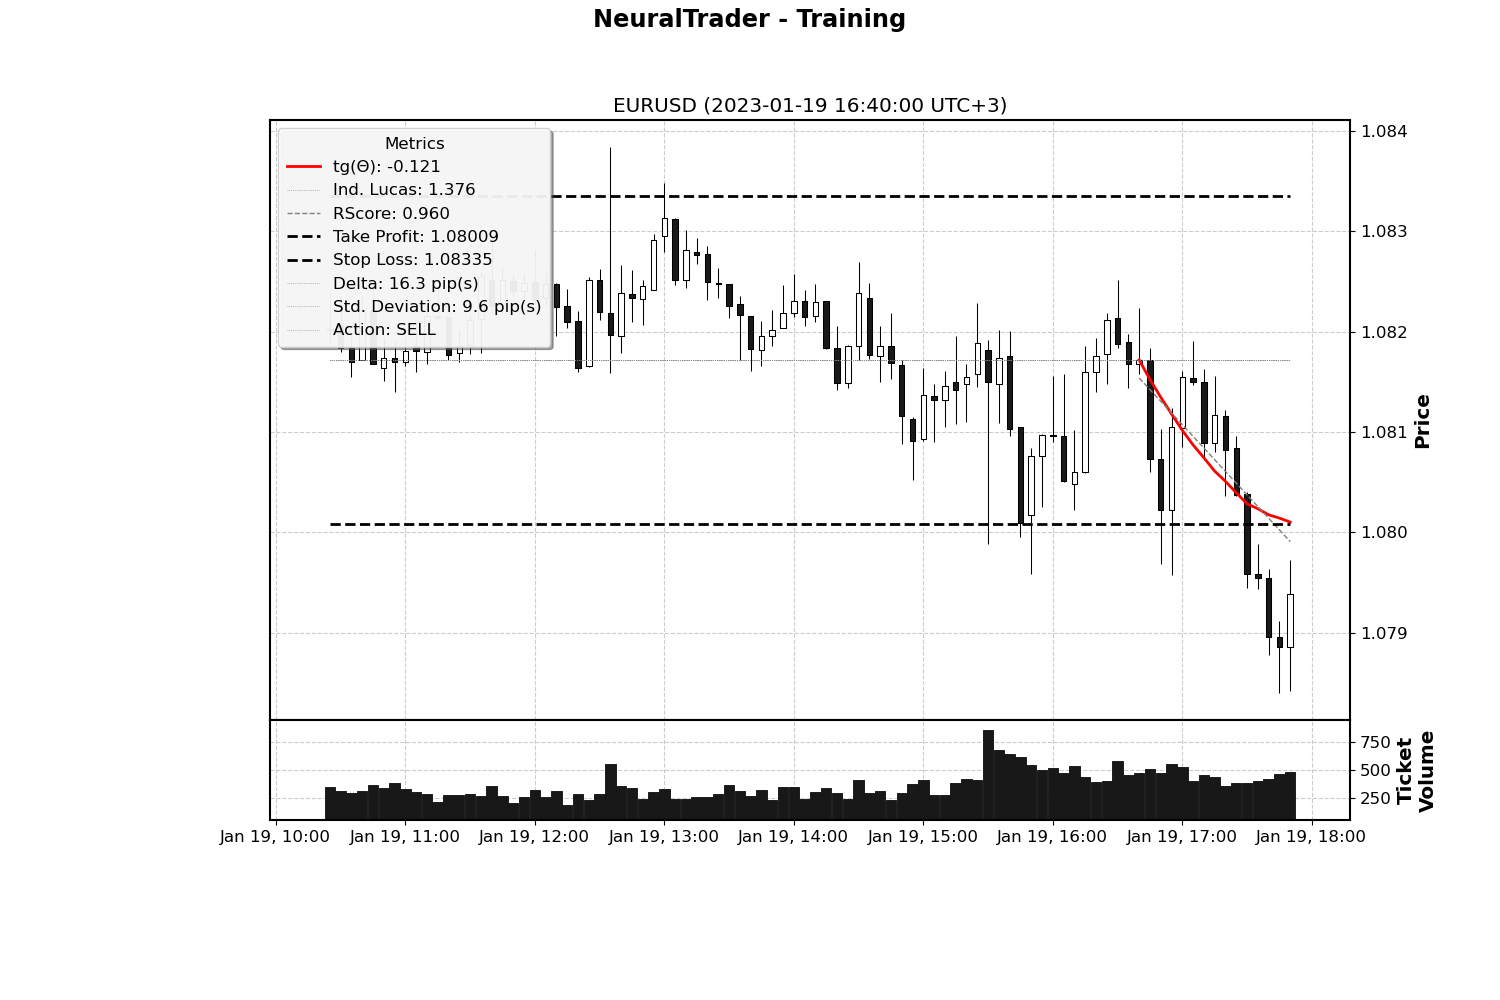 NeuralTrader - Training
EURUSD (2023-01-19 16:40:00 UTC+3)
Metrics
tg(Θ): -0.121
Ind. Lucas: 1.376
RScore: 0.960
Take Profit: 1.08009
Stop Loss: 1.08335
Delta: 16.3 pip(s)
Std. Deviation: 9.6 pip(s)
Action: SELL
1.084
1.083
1.082
1.081
1.080
1.079
Price
750
500
250
Ticket
Volume
Jan 19, 10:00
Jan 19, 11:00
Jan 19, 12:00
Jan 19, 13:00
Jan 19, 14:00
Jan 19, 15:00
Jan 19, 16:00
Jan 19, 17:00
Jan 19, 18:00